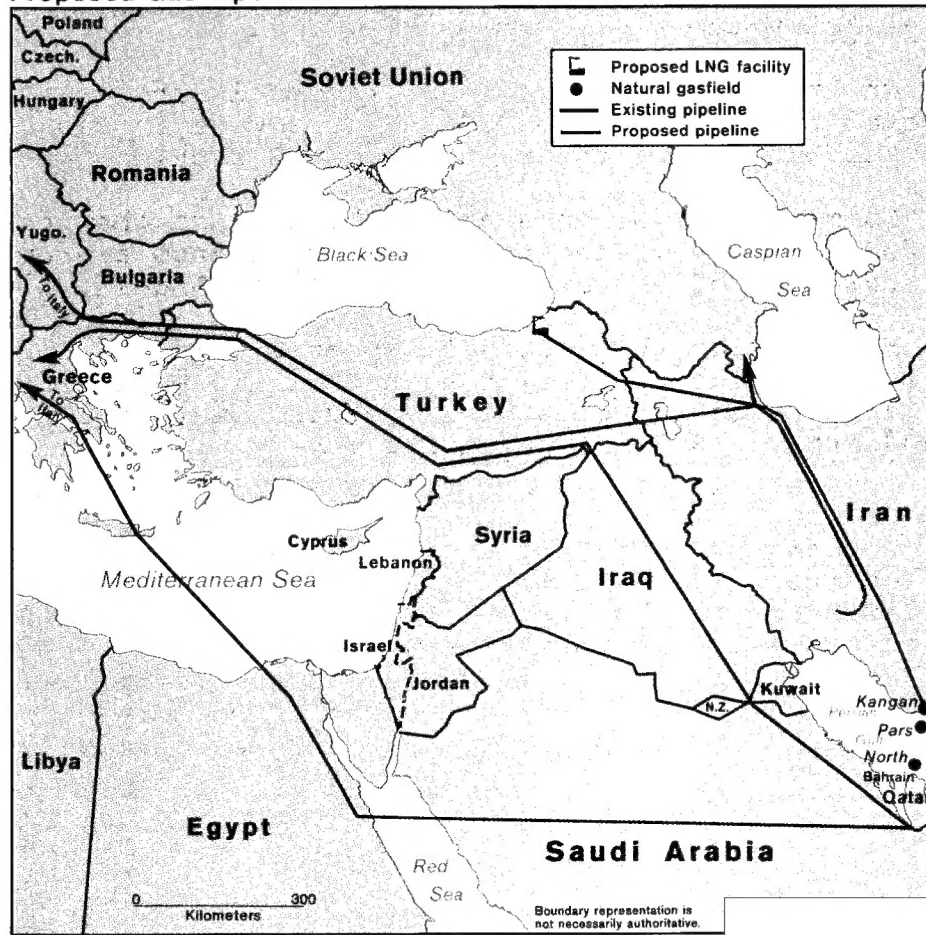 Poland
Czech.
Hungary
Soviet Union
Proposed LNG facility
Natural gasfield
Existing pipeline
Proposed pipeline
Romania
Yugo.
Bulgaria
Black Sea
Caspian
Sea
To Italy
Greece
To
Italy
Turkey
Iran
Syria
Cyprus
Lebanon
Iraq
Mediterranean Sea
Israel
Jordan
Kuwait
N.Z.
Kangan
Pars
North
Bahrain
Qatar
Libya
Egypt
Saudi Arabia
Red
Sea
0 300
Kilometers
Boundary representation is
not necessarily authoritative.